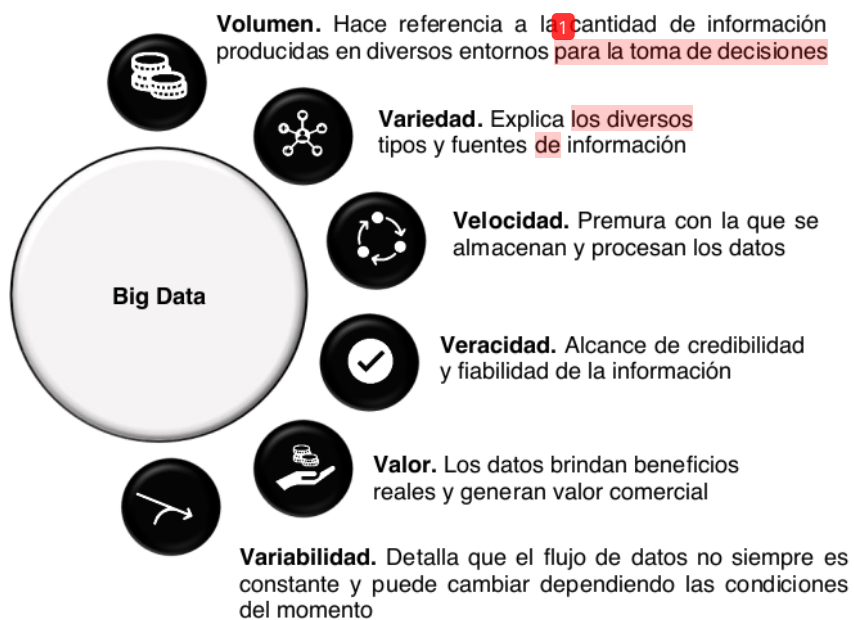 Volumen. Hace referencia a la cantidad de información
1
producidas en diversos entornos para la toma de decisiones
Variedad. Explica los diversos
tipos y fuentes de información
Velocidad. Premura con la que se
almacenan y procesan los datos
Big Data
Veracidad. Alcance de credibilidad
y fiabilidad de la información
Valor. Los datos brindan beneficios
reales y generan valor comercial
Variabilidad. Detalla que el flujo de datos no siempre es
constante y puede cambiar dependiendo las condiciones
del momento